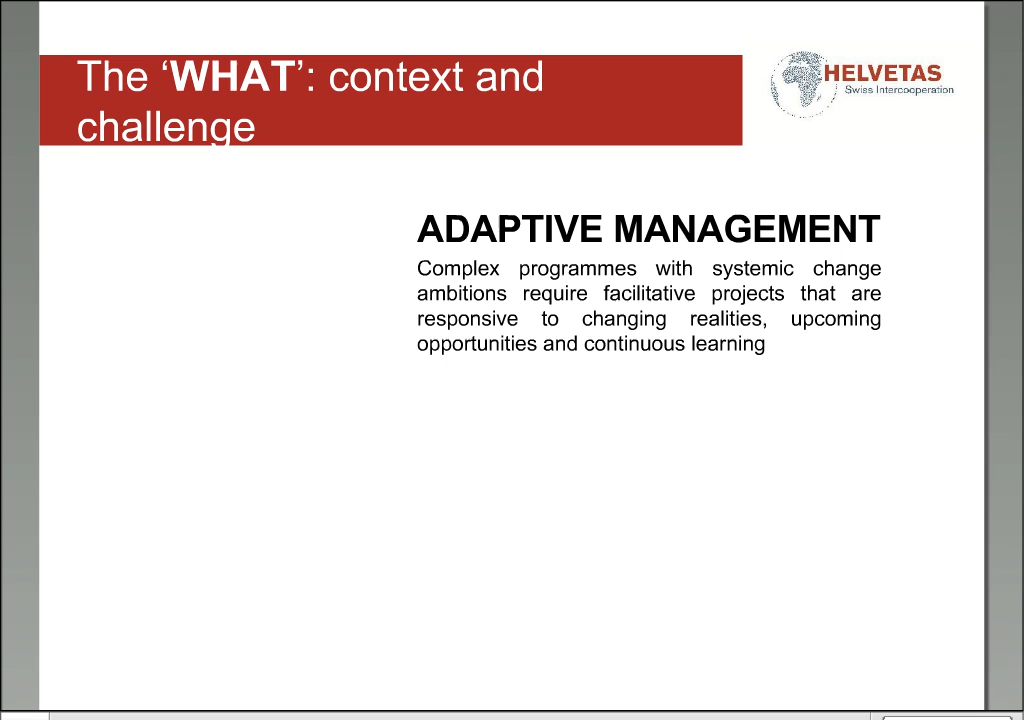 The ‘WHAT’: context and
challenge
HELVETAS
Swiss Intercooperation
ADAPTIVE MANAGEMENT
Complex programmes with systemic change
ambitions require facilitative projects that are
responsive to changing realities, upcoming
opportunities and continuous learning